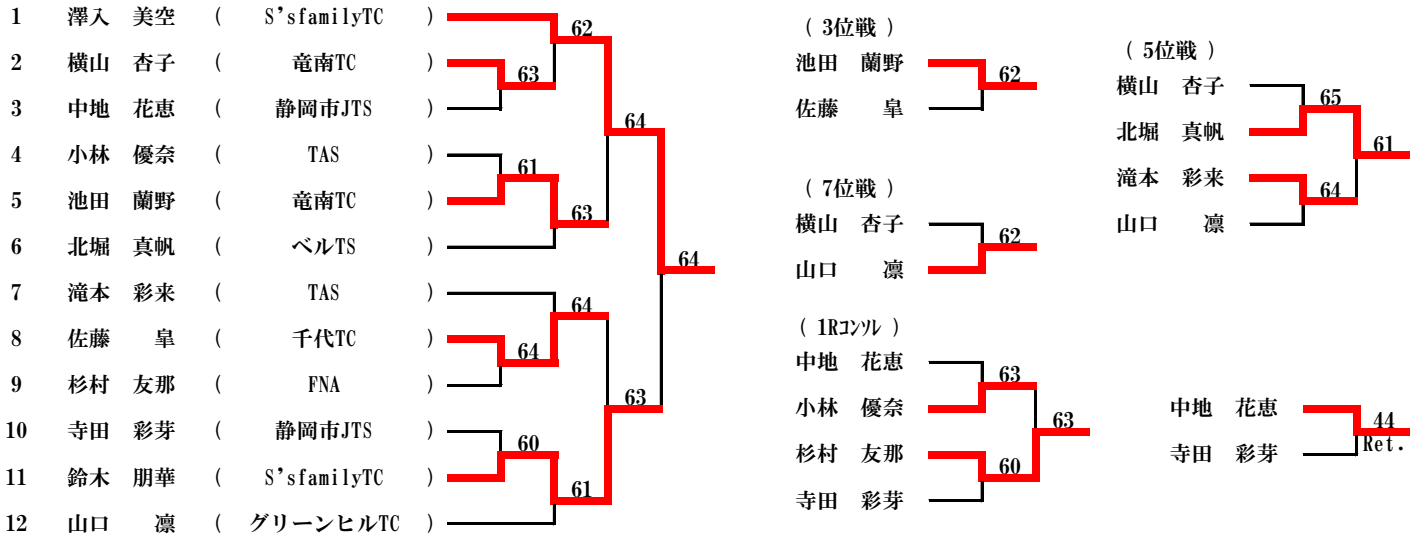 1 澤入 美空 ( S’sfamilyTC )
2 横山 杏子 ( 竜南TC )
3 中地 花恵 ( 静岡市JTS )
4 小林 優奈 ( TAS )
5 池田 蘭野 ( 竜南TC )
6 北堀 真帆 ( ベルTS )
7 滝本 彩来 ( TAS )
8 佐藤 皐 ( 千代TC )
9 杉村 友那 ( FNA )
10 寺田 彩芽 ( 静岡市JTS )
11 鈴木 朋華 ( S’sfamilyTC )
12 山口 凛 ( グリーンヒルTC )
62
63
64
61
63
64
64
64
63
60
61
( 3位戦 )
池田 蘭野
62
佐藤 皐
( 7位戦 )
横山 杏子
62
山口 凛
( 1Rコンソル )
中地 花恵
63
小林 優奈
63
杉村 友那
60
寺田 彩芽
( 5位戦 )
横山 杏子
65
北堀 真帆
61
滝本 彩来
64
山口 凛
中地 花恵
44
寺田 彩芽
Ret.